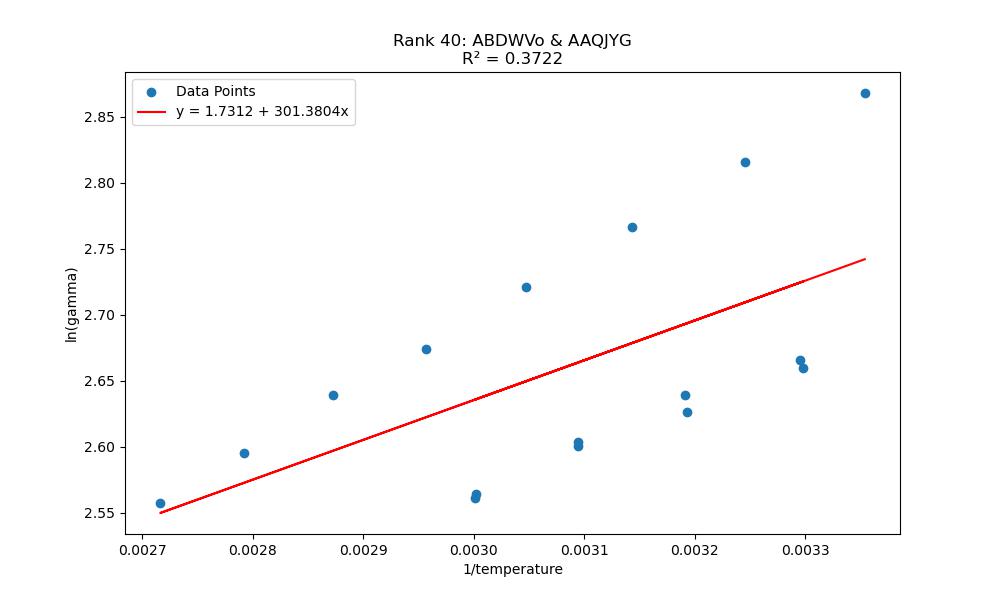 Rank 40: ABDWVo & AAQJYG
R² = 0.3722
Data Points
y = 1.7312 + 301.3804x
2.85
2.80
2.75
2.70
2.65
2.60
2.55
ln(gamma)
0.0027 0.0028 0.0029 0.0030 0.0031 0.0032 0.0033
1/temperature